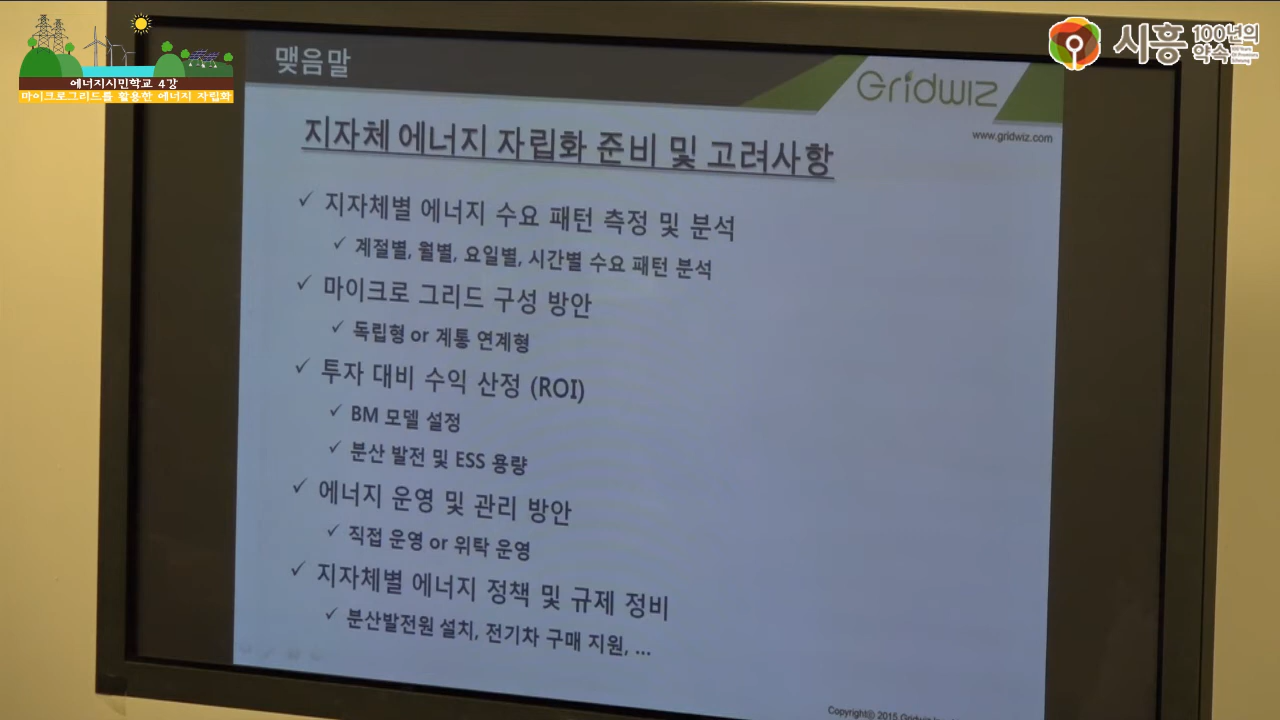 에너지시민학교 4강
마이크로그리드를 활용한 에너지 자립화
시흥 100년의 약속
맺음말
Gridwiz
www.gridwiz.com
지자체 에너지 자립화 준비 및 고려사항
✓ 지자체별 에너지 수요 패턴 측정 및 분석
✓ 계절별, 월별, 요일별, 시간별 수요 패턴 분석
✓ 마이크로 그리드 구성 방안
✓ 독립형 or 계통 연계형
✓ 투자 대비 수익 산정 (ROI)
✓ BM 모델 설정
✓ 분산 발전 및 ESS 용량
✓ 에너지 운영 및 관리 방안
✓ 직접 운영 or 위탁 운영
✓ 지자체별 에너지 정책 및 규제 정비
✓ 분산발전원 설치, 전기차 구매 지원, ...
Copyrightⓒ 2015 Gridwiz